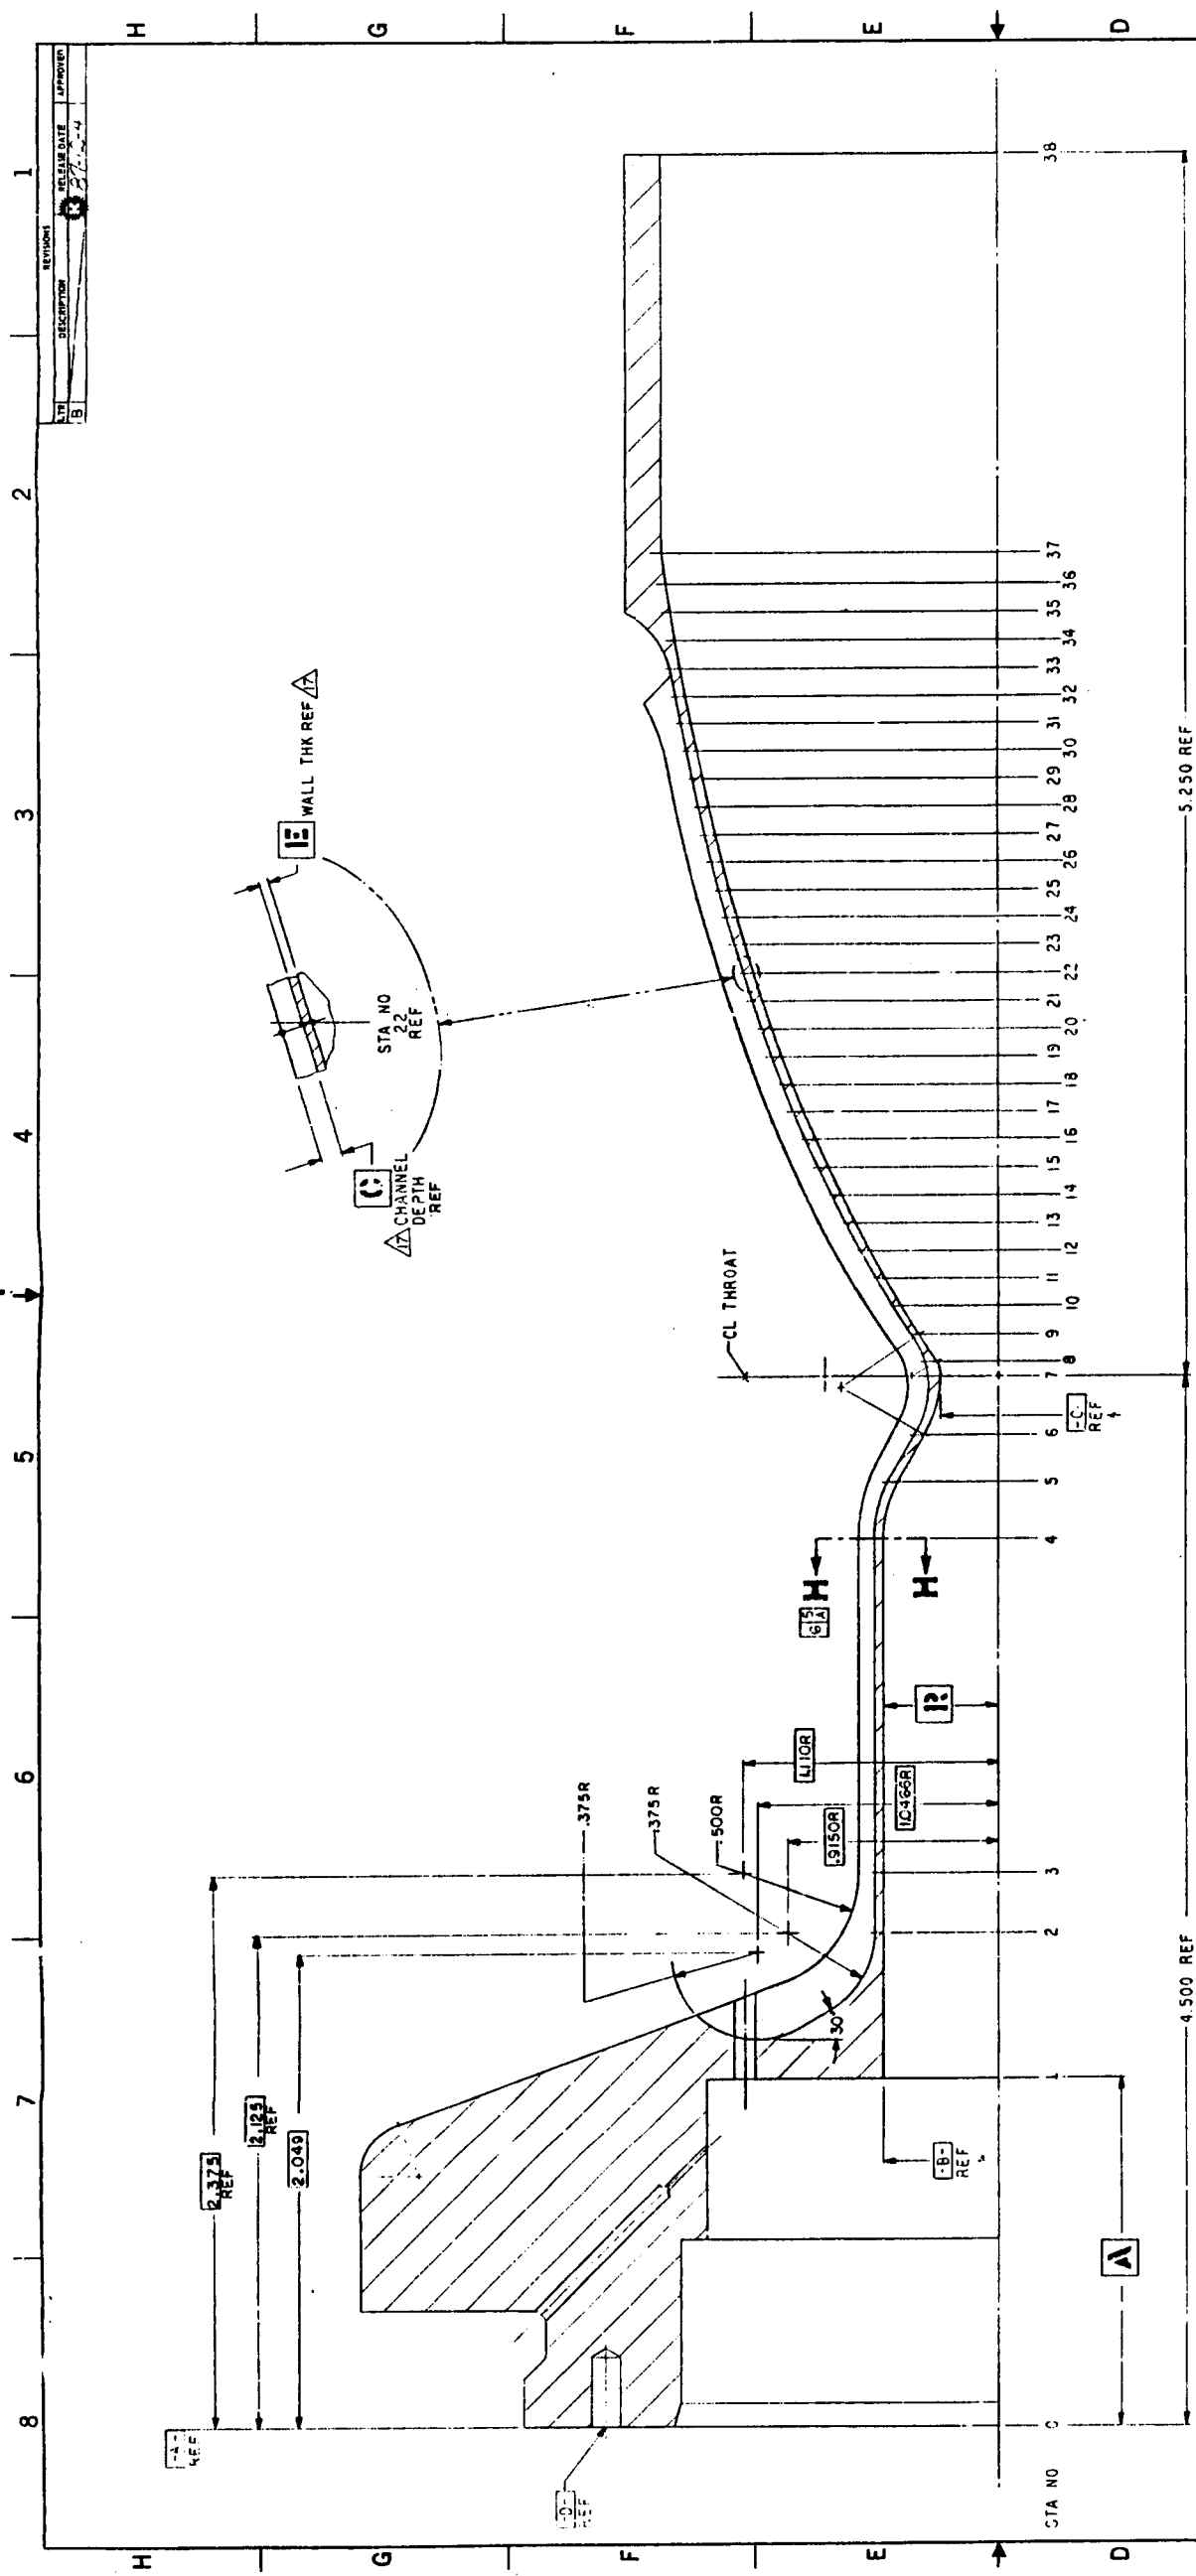 8 7 6 5 4 3 2 1
H
G
F
E
D
H
G
F
E
D
REVISIONS
LTR DESCRIPTION RELEASE DATE APPROVED
B
-A-
REF
-D-
REF
2.375
REF
2.125
REF
2.049
.375R
.375R
.500R
1.110R
1.0466R
.9150R
30°
-B-
REF
R
A
H
H
CL THROAT
-C-
REF
C
17 CHANNEL
DEPTH
REF
STA NO
22
REF
E WALL THK REF 17
STA NO 0 1 2 3 4 5 6 7 8 9 10 11 12 13 14 15 16 17 18 19 20 21 22 23 24 25 26 27 28 29 30 31 32 33 34 35 36 37 38
4.500 REF
5.250 REF